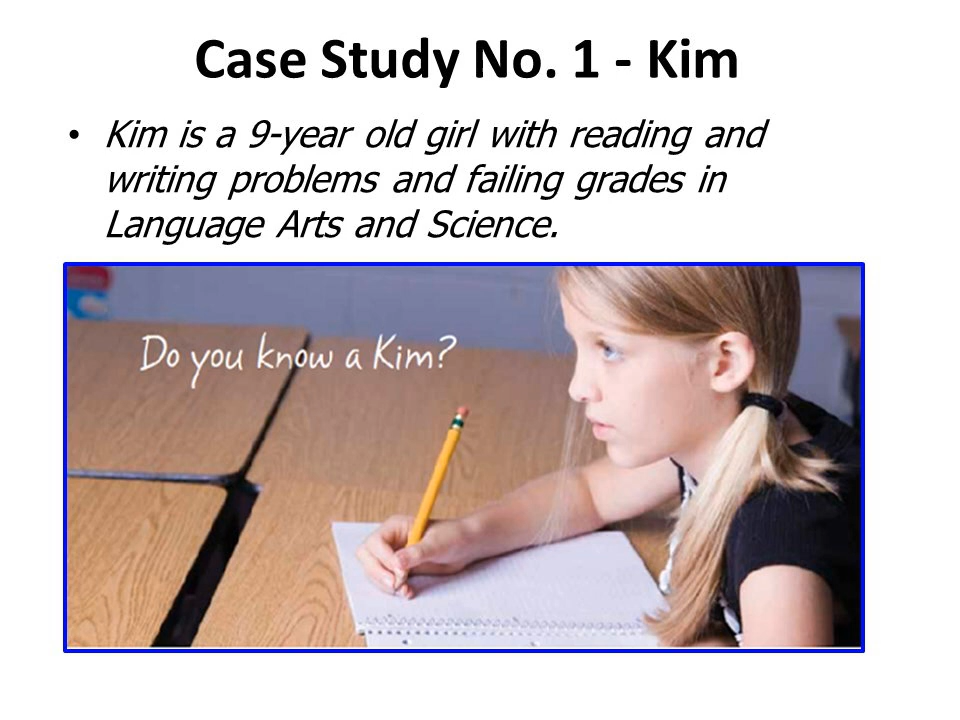 Case Study No. 1 - Kim
• Kim is a 9-year old girl with reading and
writing problems and failing grades in
Language Arts and Science.
Do you know a Kim?